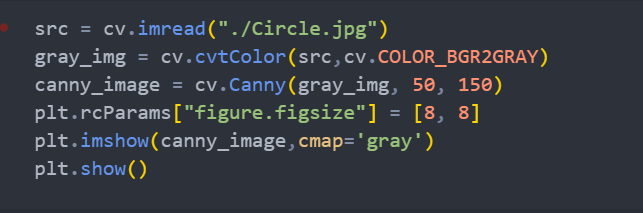 src = cv.imread("./Circle.jpg")
gray_img = cv.cvtColor(src,cv.COLOR_BGR2GRAY)
canny_image = cv.Canny(gray_img, 50, 150)
plt.rcParams["figure.figsize"] = [8, 8]
plt.imshow(canny_image,cmap='gray')
plt.show()